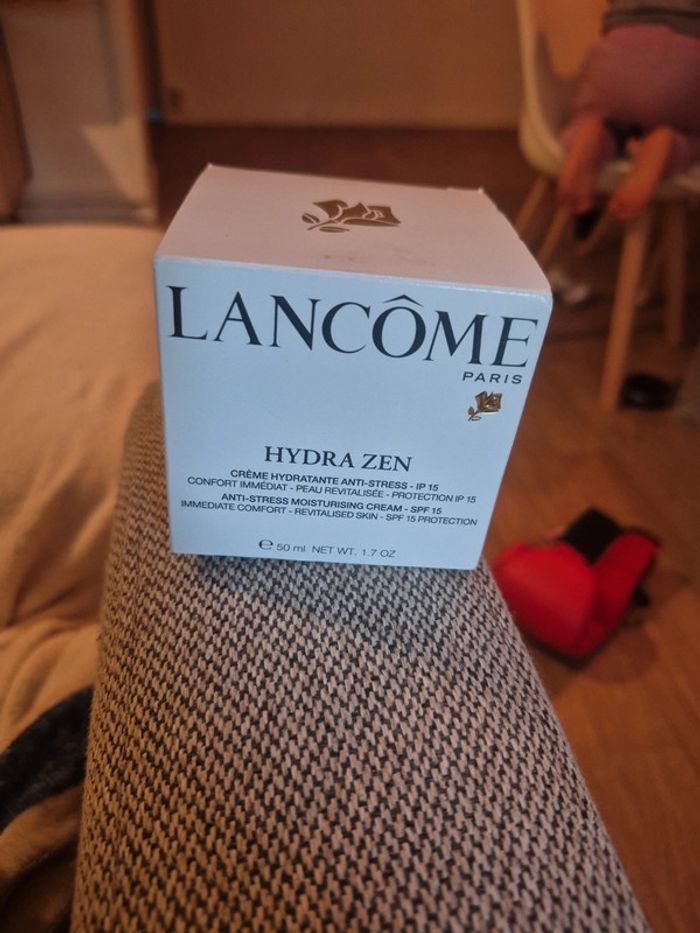 LANCÔME
PARIS
HYDRA ZEN
CRÈME HYDRATANTE ANTI-STRESS - IP 15
CONFORT IMMÉDIAT - PEAU REVITALISÉE - PROTECTION IP 15
ANTI-STRESS MOISTURISING CREAM - SPF 15
IMMEDIATE COMFORT - REVITALISED SKIN - SPF 15 PROTECTION
℮ 50 ml NET WT. 1.7 OZ